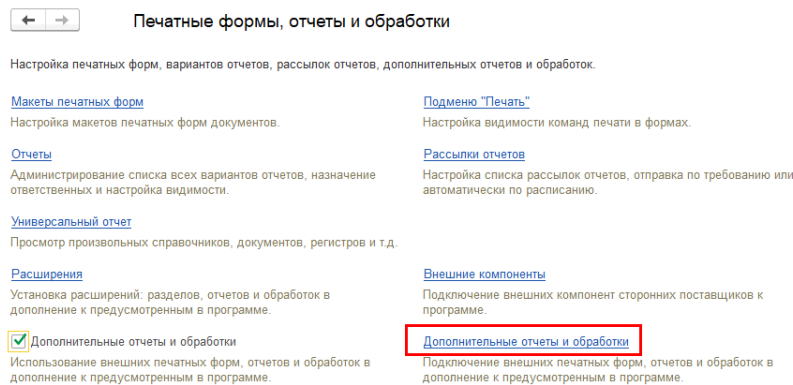 Печатные формы, отчеты и обработки
Настройка печатных форм, вариантов отчетов, рассылок отчетов, дополнительных отчетов и обработок.
Макеты печатных форм
Настройка макетов печатных форм документов.
Подменю "Печать"
Настройка видимости команд печати в формах.
Отчеты
Администрирование списка всех вариантов отчетов, назначение
ответственных и настройка видимости.
Рассылки отчетов
Настройка списка рассылок отчетов, отправка по требованию или
автоматически по расписанию.
Универсальный отчет
Просмотр произвольных справочников, документов, регистров и т.д.
Расширения
Установка расширений: разделов, отчетов и обработок в
дополнение к предусмотренным в программе.
Внешние компоненты
Подключение внешних компонент сторонних поставщиков к
программе.
Дополнительные отчеты и обработки
Использование внешних печатных форм, отчетов и обработок в
дополнение к предусмотренным в программе.
Дополнительные отчеты и обработки
Подключение внешних печатных форм, отчетов и обработок в
дополнение к предусмотренным в программе.